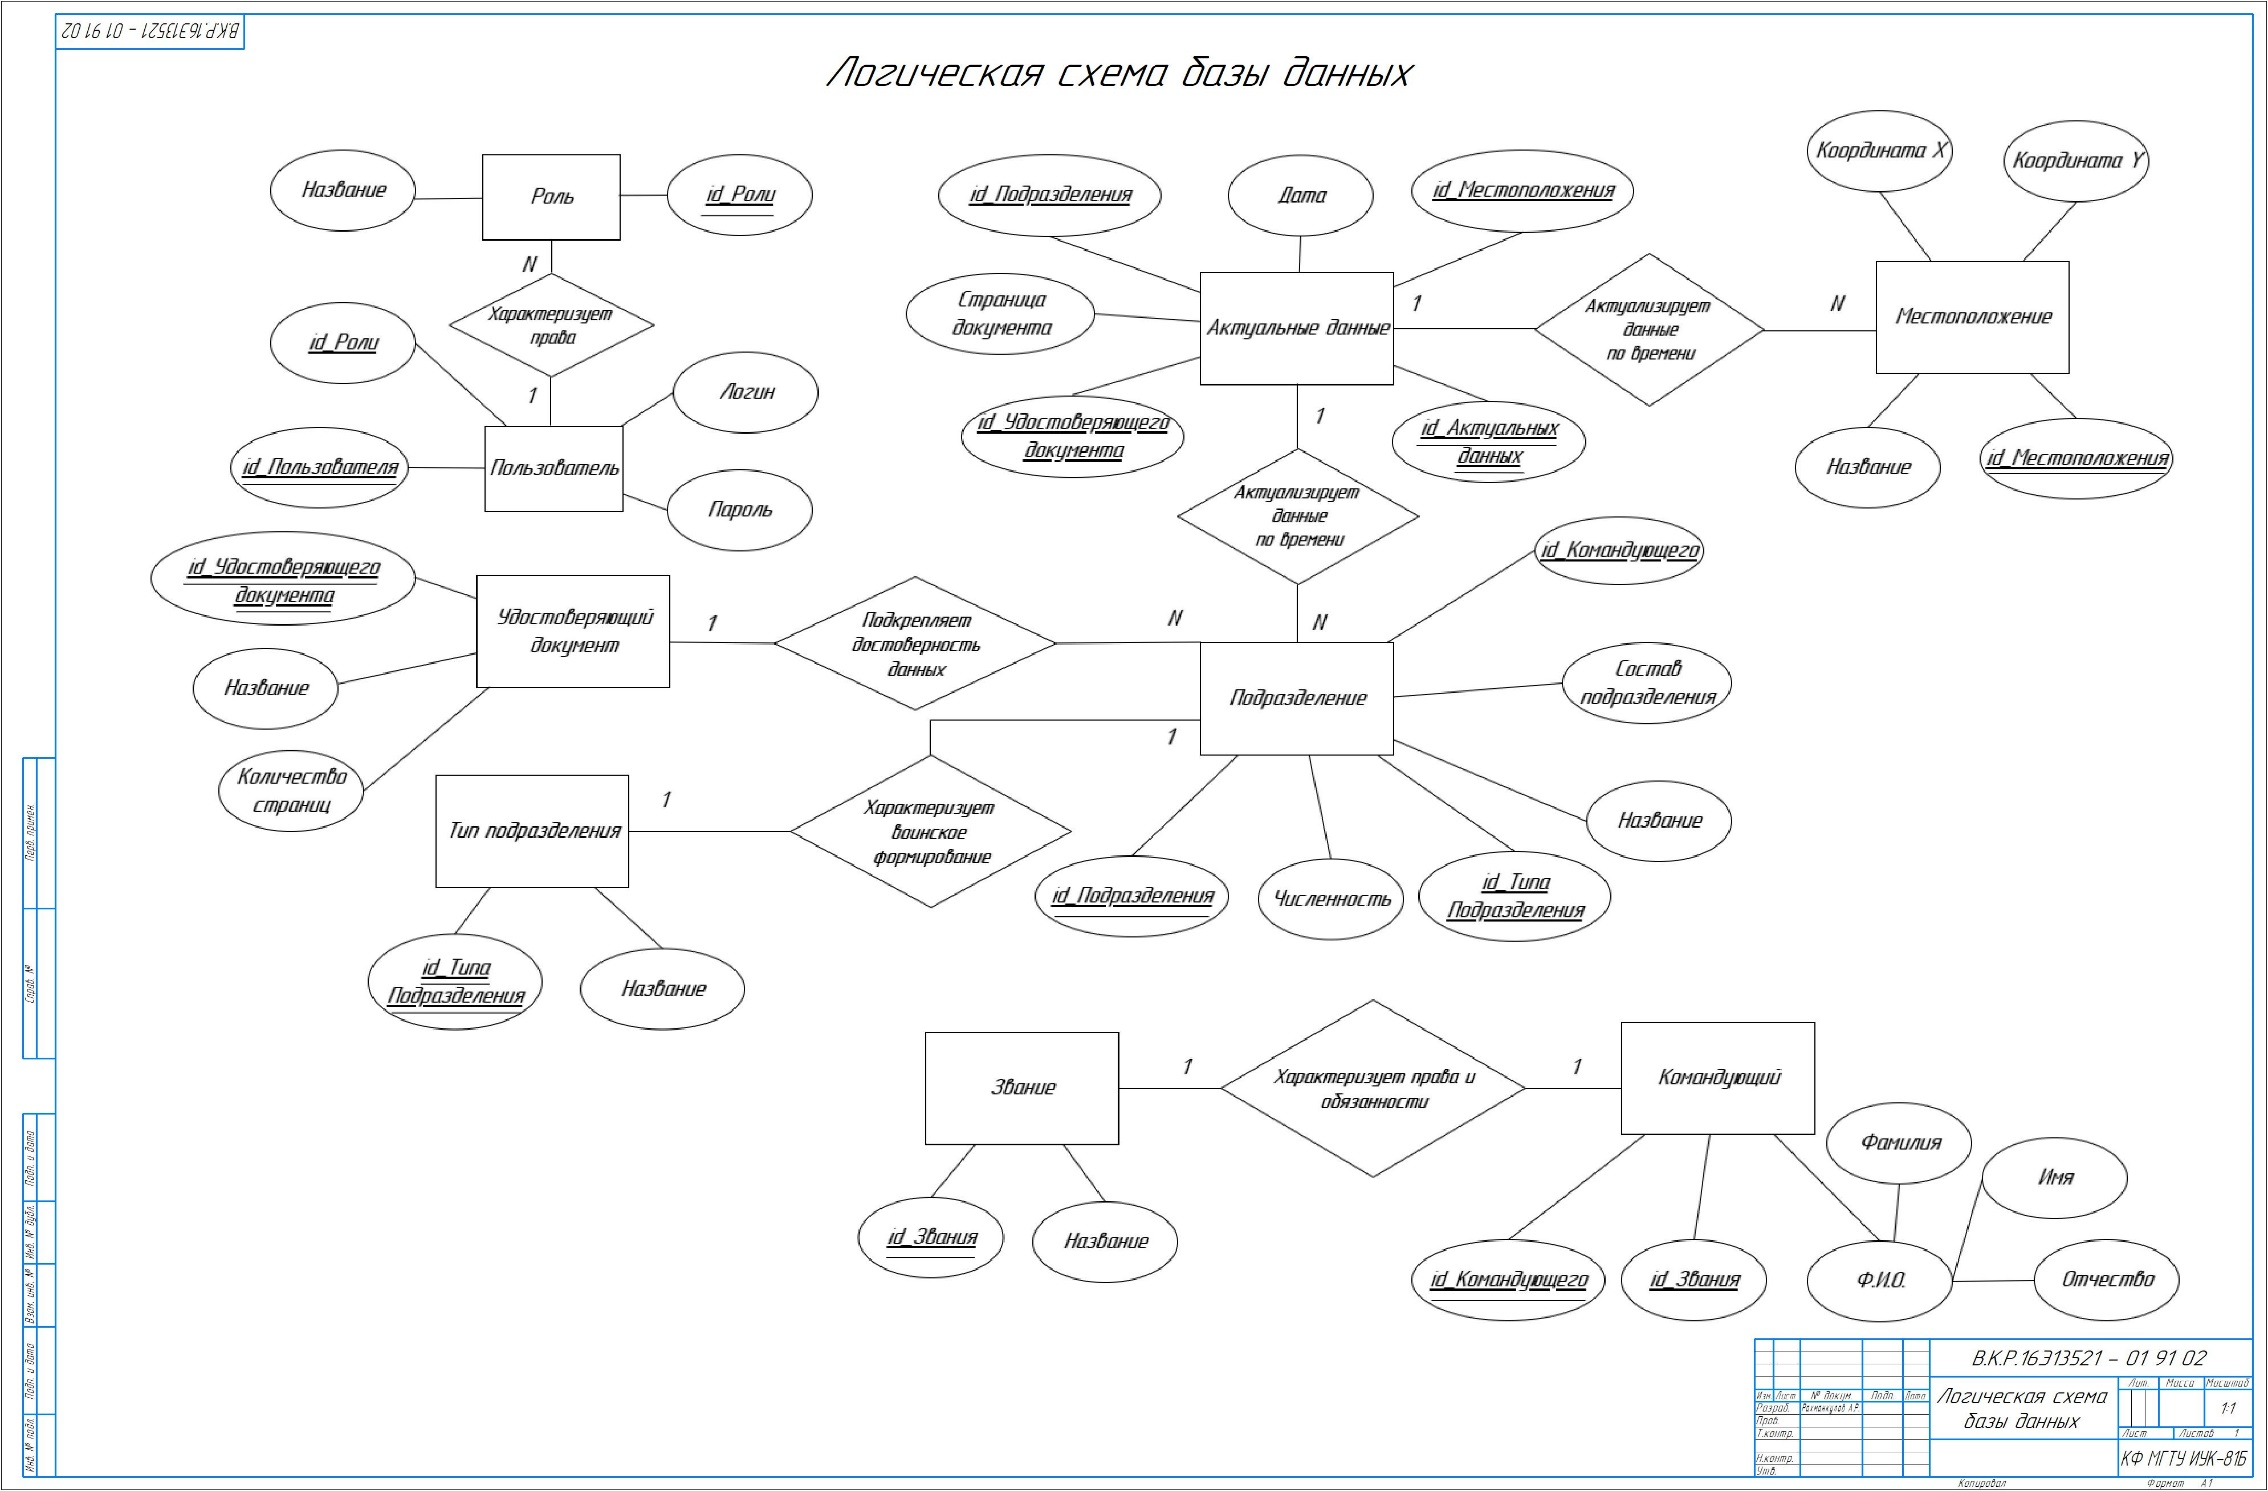 В.К.Р.16Э13521 - 01 91 02
Логическая схема базы данных
Название
Роль
id_Роли
N
Характеризует
права
1
id_Роли
Логин
id_Пользователя
Пользователь
Пароль
id_Подразделения
Дата
id_Местоположения
Страница
документа
Актуальные данные
id_Удостоверяющего
документа
id_Актуальных
данных
1
Актуализирует
данные
по времени
N
Координата X
Координата Y
Местоположение
Название
id_Местоположения
1
Актуализирует
данные
по времени
N
id_Удостоверяющего
документа
Удостоверяющий
документ
Название
Количество
страниц
1
Подкрепляет
достоверность
данных
N
id_Командующего
Состав
подразделения
Подразделение
Название
id_Подразделения
Численность
id_Типа
Подразделения
1
Тип подразделения
1
Характеризует
воинское
формирование
id_Типа
Подразделения
Название
Звание
1
Характеризует права и
обязанности
1
Командующий
id_Звания
Название
id_Командующего
id_Звания
Ф.И.О.
Фамилия
Имя
Отчество
Перв. примен.
Справ. №
Подп. и дата
Инв. № дубл.
Взам. инв. №
Подп. и дата
Инв. № подл.
В.К.Р.16Э13521 - 01 91 02
Изм. Лист № докум. Подп. Дата
Разраб. Рахманкулов А.Р.
Пров.
Т.контр.
Н.контр.
Утв.
Логическая схема
базы данных
Лит. Масса Масштаб
1:1
Лист Листов 1
КФ МГТУ ИУК-81Б
Копировал Формат А1